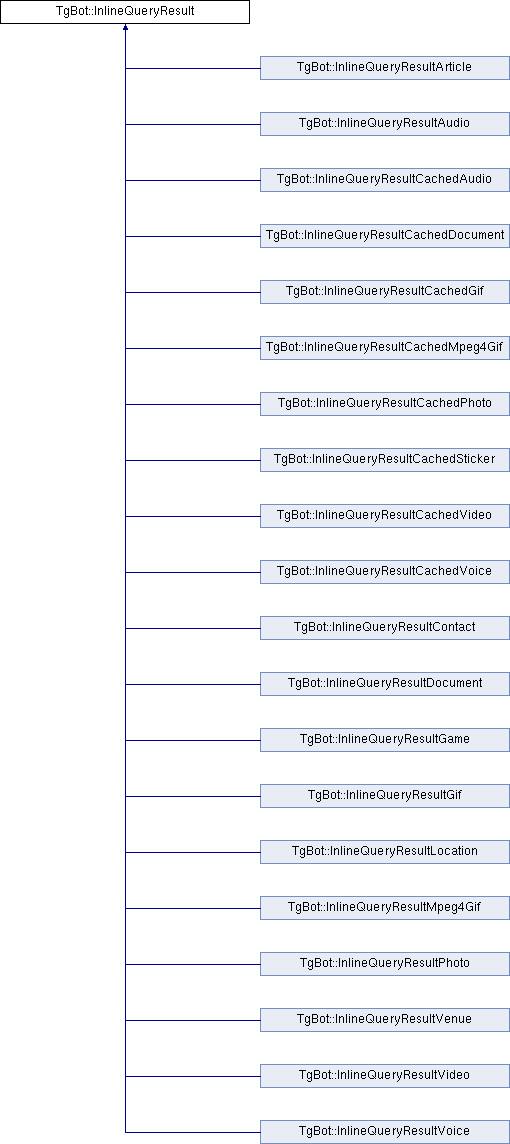 TgBot::InlineQueryResult
TgBot::InlineQueryResultArticle
TgBot::InlineQueryResultAudio
TgBot::InlineQueryResultCachedAudio
TgBot::InlineQueryResultCachedDocument
TgBot::InlineQueryResultCachedGif
TgBot::InlineQueryResultCachedMpeg4Gif
TgBot::InlineQueryResultCachedPhoto
TgBot::InlineQueryResultCachedSticker
TgBot::InlineQueryResultCachedVideo
TgBot::InlineQueryResultCachedVoice
TgBot::InlineQueryResultContact
TgBot::InlineQueryResultDocument
TgBot::InlineQueryResultGame
TgBot::InlineQueryResultGif
TgBot::InlineQueryResultLocation
TgBot::InlineQueryResultMpeg4Gif
TgBot::InlineQueryResultPhoto
TgBot::InlineQueryResultVenue
TgBot::InlineQueryResultVideo
TgBot::InlineQueryResultVoice